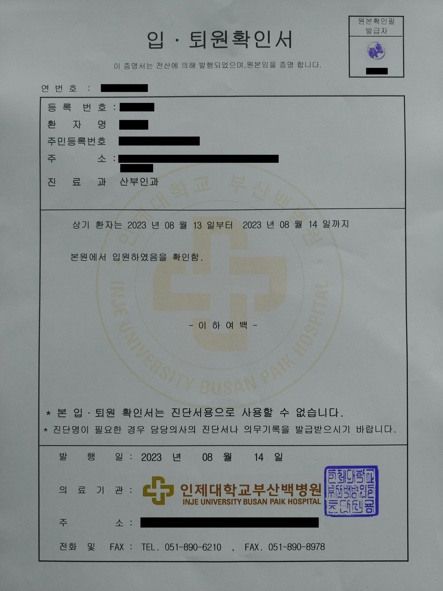 입 · 퇴원확인서
이 증명서는 전산에 의해 발행되었으며, 원본임을 증명 합니다.
원본확인필
발급자
연 번 호 :
등 록 번 호 :
환 자 명
주민등록번호
주 소 :
진 료 과 산부인과
상기 환자는 2023 년 08 월 13 일부터 2023 년 08 월 14 일까지
본원에서 입원하였음을 확인함.
- 이 하 여 백 -
인제대학교 부산백병원
INJE UNIVERSITY BUSAN PAIK HOSPITAL
* 본 입 · 퇴원 확인서는 진단서용으로 사용할 수 없습니다.
* 진단명이 필요한 경우 담당의사의 진단서나 의무기록을 발급받으시기 바랍니다.
발 행 일 : 2023 년 08 월 14 일
의 료 기 관 : 인제대학교부산백병원
INJE UNIVERSITY BUSAN PAIK HOSPITAL
주 소 :
전화 및 FAX : TEL. 051-890-6210 , FAX. 051-890-8978